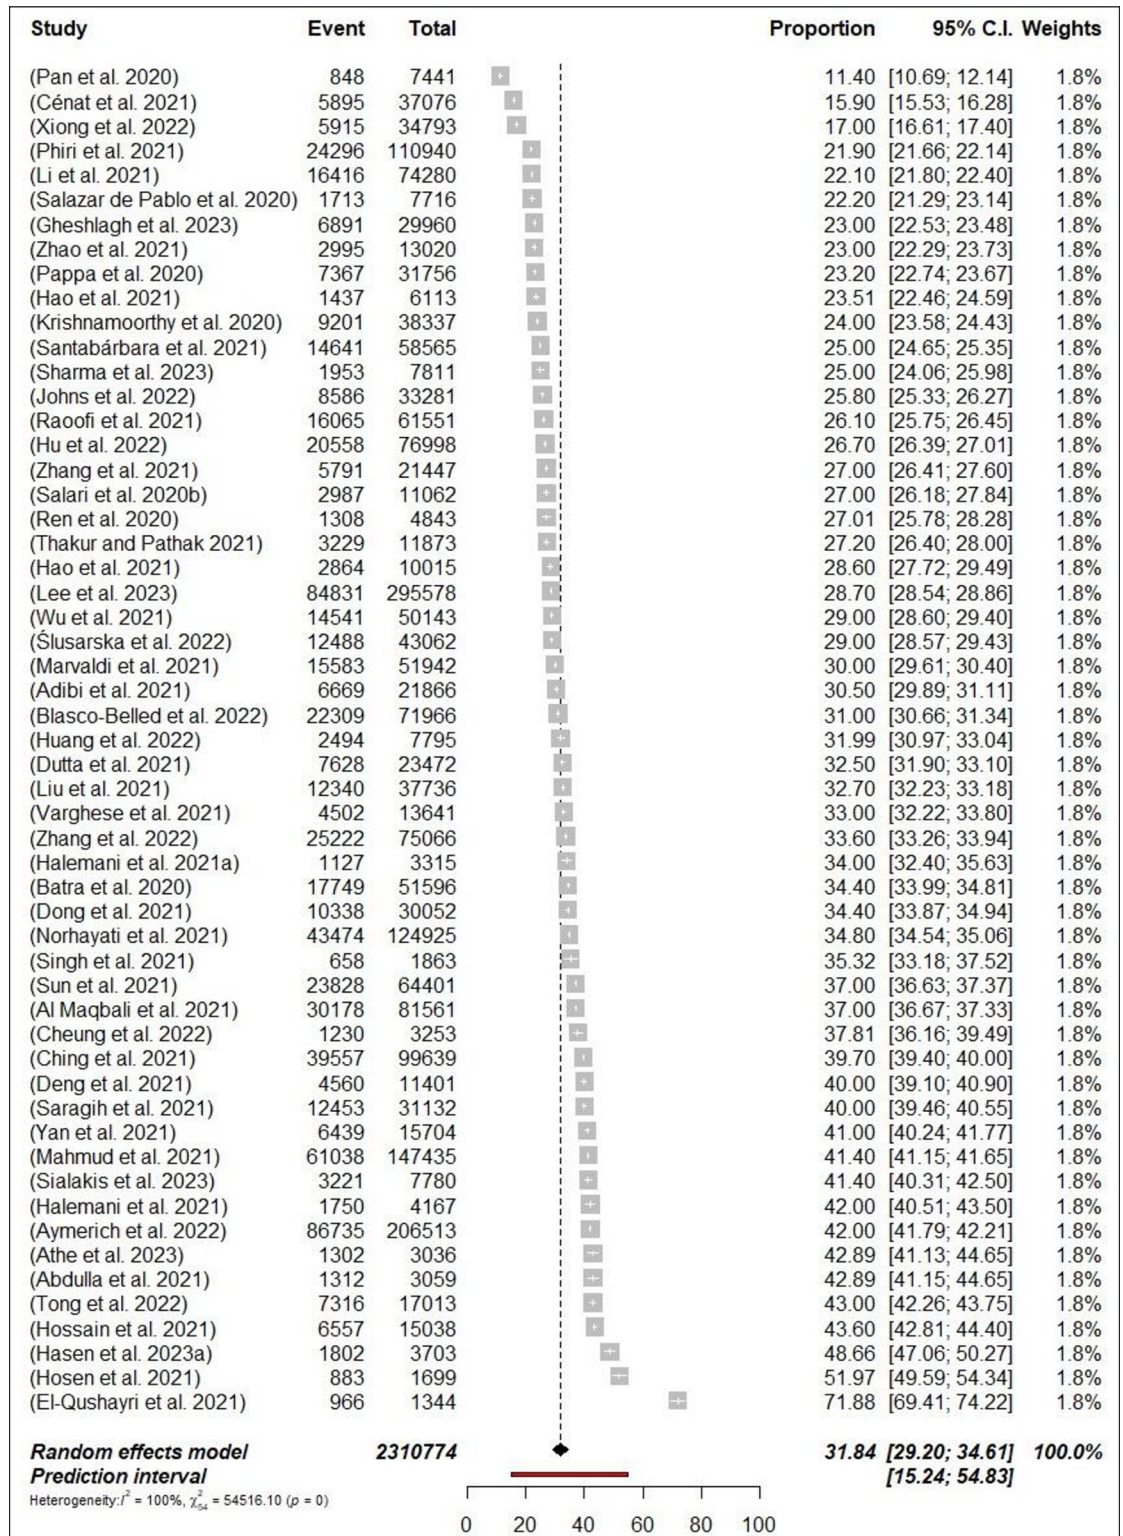 Study Event Total Proportion 95% C.I. Weights
(Pan et al. 2020) 848 7441 11.40 [10.69; 12.14] 1.8%
(Cénat et al. 2021) 5895 37076 15.90 [15.53; 16.28] 1.8%
(Xiong et al. 2022) 5915 34793 17.00 [16.61; 17.40] 1.8%
(Phiri et al. 2021) 24296 110940 21.90 [21.66; 22.14] 1.8%
(Li et al. 2021) 16416 74280 22.10 [21.80; 22.40] 1.8%
(Salazar de Pablo et al. 2020) 1713 7716 22.20 [21.29; 23.14] 1.8%
(Gheshlagh et al. 2023) 6891 29960 23.00 [22.53; 23.48] 1.8%
(Zhao et al. 2021) 2995 13020 23.00 [22.29; 23.73] 1.8%
(Pappa et al. 2020) 7367 31756 23.20 [22.74; 23.67] 1.8%
(Hao et al. 2021) 1437 6113 23.51 [22.46; 24.59] 1.8%
(Krishnamoorthy et al. 2020) 9201 38337 24.00 [23.58; 24.43] 1.8%
(Santabárbara et al. 2021) 14641 58565 25.00 [24.65; 25.35] 1.8%
(Sharma et al. 2023) 1953 7811 25.00 [24.06; 25.98] 1.8%
(Johns et al. 2022) 8586 33281 25.80 [25.33; 26.27] 1.8%
(Raoofi et al. 2021) 16065 61551 26.10 [25.75; 26.45] 1.8%
(Hu et al. 2022) 20558 76998 26.70 [26.39; 27.01] 1.8%
(Zhang et al. 2021) 5791 21447 27.00 [26.41; 27.60] 1.8%
(Salari et al. 2020b) 2987 11062 27.00 [26.18; 27.84] 1.8%
(Ren et al. 2020) 1308 4843 27.01 [25.78; 28.28] 1.8%
(Thakur and Pathak 2021) 3229 11873 27.20 [26.40; 28.00] 1.8%
(Hao et al. 2021) 2864 10015 28.60 [27.72; 29.49] 1.8%
(Lee et al. 2023) 84831 295578 28.70 [28.54; 28.86] 1.8%
(Wu et al. 2021) 14541 50143 29.00 [28.60; 29.40] 1.8%
(Ślusarska et al. 2022) 12488 43062 29.00 [28.57; 29.43] 1.8%
(Marvaldi et al. 2021) 15583 51942 30.00 [29.61; 30.40] 1.8%
(Adibi et al. 2021) 6669 21866 30.50 [29.89; 31.11] 1.8%
(Blasco-Belled et al. 2022) 22309 71966 31.00 [30.66; 31.34] 1.8%
(Huang et al. 2022) 2494 7795 31.99 [30.97; 33.04] 1.8%
(Dutta et al. 2021) 7628 23472 32.50 [31.90; 33.10] 1.8%
(Liu et al. 2021) 12340 37736 32.70 [32.23; 33.18] 1.8%
(Varghese et al. 2021) 4502 13641 33.00 [32.22; 33.80] 1.8%
(Zhang et al. 2022) 25222 75066 33.60 [33.26; 33.94] 1.8%
(Halemani et al. 2021a) 1127 3315 34.00 [32.40; 35.63] 1.8%
(Batra et al. 2020) 17749 51596 34.40 [33.99; 34.81] 1.8%
(Dong et al. 2021) 10338 30052 34.40 [33.87; 34.94] 1.8%
(Norhayati et al. 2021) 43474 124925 34.80 [34.54; 35.06] 1.8%
(Singh et al. 2021) 658 1863 35.32 [33.18; 37.52] 1.8%
(Sun et al. 2021) 23828 64401 37.00 [36.63; 37.37] 1.8%
(Al Maqbali et al. 2021) 30178 81561 37.00 [36.67; 37.33] 1.8%
(Cheung et al. 2022) 1230 3253 37.81 [36.16; 39.49] 1.8%
(Ching et al. 2021) 39557 99639 39.70 [39.40; 40.00] 1.8%
(Deng et al. 2021) 4560 11401 40.00 [39.10; 40.90] 1.8%
(Saragih et al. 2021) 12453 31132 40.00 [39.46; 40.55] 1.8%
(Yan et al. 2021) 6439 15704 41.00 [40.24; 41.77] 1.8%
(Mahmud et al. 2021) 61038 147435 41.40 [41.15; 41.65] 1.8%
(Sialakis et al. 2023) 3221 7780 41.40 [40.31; 42.50] 1.8%
(Halemani et al. 2021) 1750 4167 42.00 [40.51; 43.50] 1.8%
(Aymerich et al. 2022) 86735 206513 42.00 [41.79; 42.21] 1.8%
(Athe et al. 2023) 1302 3036 42.89 [41.13; 44.65] 1.8%
(Abdulla et al. 2021) 1312 3059 42.89 [41.15; 44.65] 1.8%
(Tong et al. 2022) 7316 17013 43.00 [42.26; 43.75] 1.8%
(Hossain et al. 2021) 6557 15038 43.60 [42.81; 44.40] 1.8%
(Hasen et al. 2023a) 1802 3703 48.66 [47.06; 50.27] 1.8%
(Hosen et al. 2021) 883 1699 51.97 [49.59; 54.34] 1.8%
(El-Qushayri et al. 2021) 966 1344 71.88 [69.41; 74.22] 1.8%
Random effects model 2310774 31.84 [29.20; 34.61] 100.0%
Prediction interval [15.24; 54.83]
Heterogeneity: I² = 100%, χ²₅₄ = 54516.10 (p = 0)
0 20 40 60 80 100